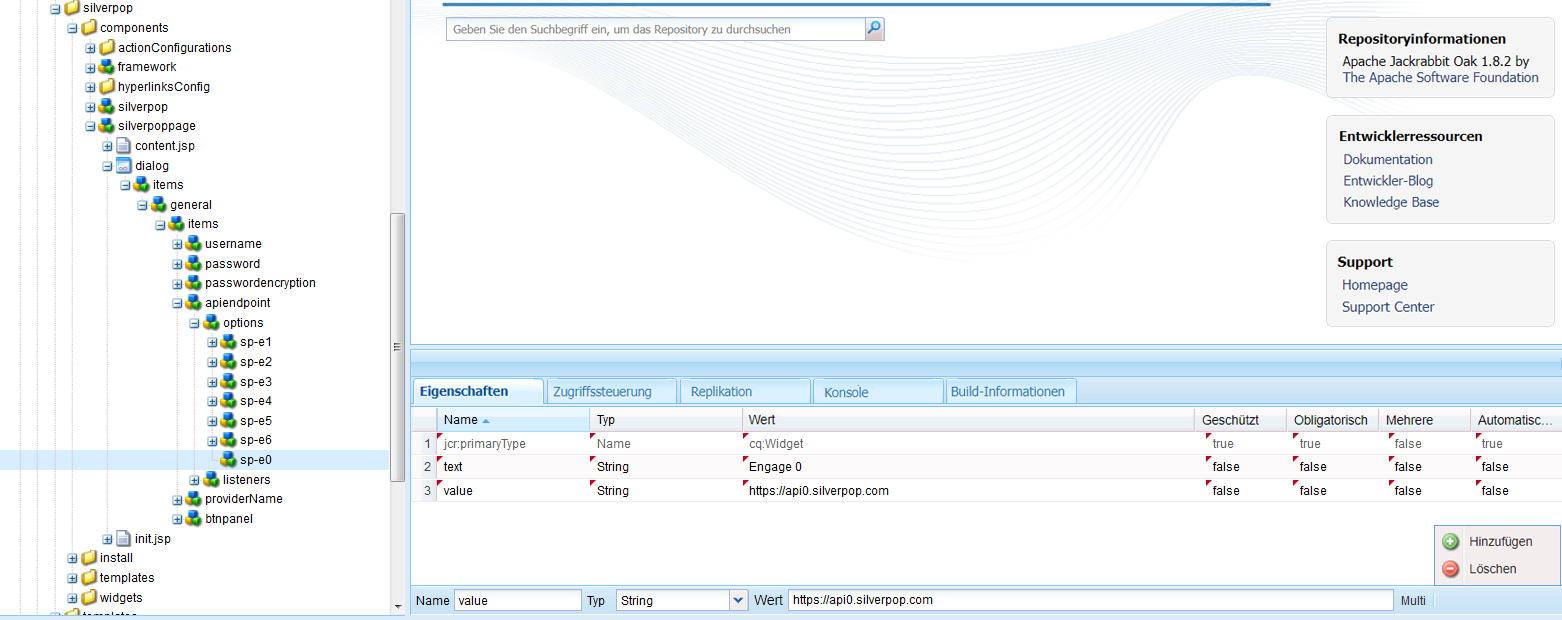 silverpop
components
actionConfigurations
framework
hyperlinksConfig
silverpop
silverpoppage
content.jsp
dialog
items
general
items
username
password
passwordencryption
apiendpoint
options
sp-e1
sp-e2
sp-e3
sp-e4
sp-e5
sp-e6
sp-e0
listeners
providerName
btnpanel
init.jsp
install
templates
widgets
templates
Geben Sie den Suchbegriff ein, um das Repository zu durchsuchen
Repositoryinformationen
Apache Jackrabbit Oak 1.8.2 by
The Apache Software Foundation
Entwicklerressourcen
Dokumentation
Entwickler-Blog
Knowledge Base
Support
Homepage
Support Center
Eigenschaften Zugriffssteuerung Replikation Konsole Build-Informationen
Name Typ Wert Geschützt Obligatorisch Mehrere Automatisc...
1 jcr:primaryType Name cq:Widget true true false true
2 text String Engage 0 false false false false
3 value String https://api0.silverpop.com false false false false
Hinzufügen
Löschen
Name value Typ String Wert https://api0.silverpop.com Multi